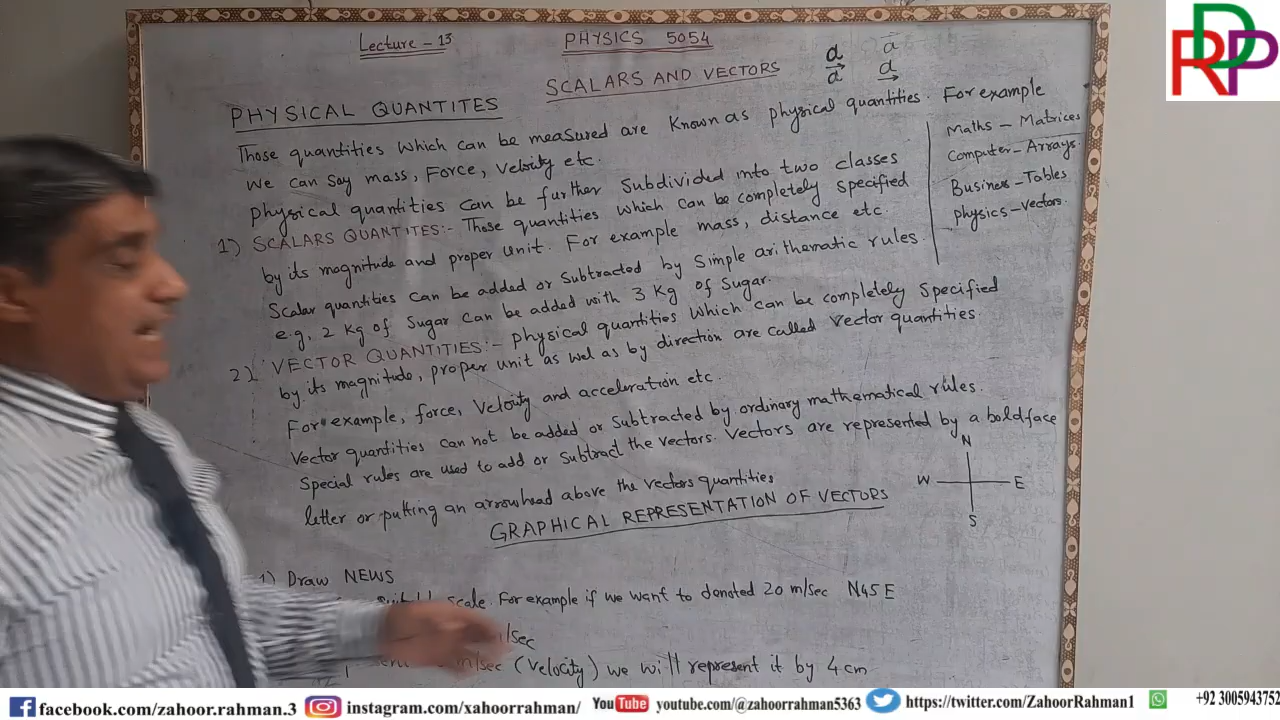 Lecture - 13
PHYSICS 5054
SCALARS AND VECTORS
a a
a a
PHYSICAL QUANTITES
Those quantities which can be measured are known as physical quantities. For example
we can say mass, Force, Velocity etc.
physical quantities can be further subdivided into two classes
1) SCALARS QUANTITES:- Those quantities which can be completely specified
by its magnitude and proper unit. For example mass, distance etc.
Scalar quantities can be added or subtracted by simple arithematic rules.
e.g, 2 Kg of Sugar can be added with 3 Kg of Sugar.
2) VECTOR QUANTITIES:- physical quantities which can be completely specified
by its magnitude, proper unit as wel as by direction are called Vector quantities.
For example, force, Velocity and acceleration etc.
Vector quantities can not be added or subtracted by ordinary mathematical rules.
Special rules are used to add or subtract the vectors. Vectors are represented by a boldface
letter or putting an arrowhead above the vectors quantities
Maths - Matrices
Computer - Arrays.
Business - Tables
physics - Vectors.
N
W E
S
GRAPHICAL REPRESENTATION OF VECTORS
1) Draw NEWS
scale. For example if we want to denoted 20 m/sec N45E
m/sec
m/sec (velocity) we will represent it by 4 cm
RDP
facebook.com/zahoor.rahman.3 instagram.com/xahoorrahman/ YouTube youtube.com/@zahoorrahman5363 https://twitter.com/ZahoorRahman1 +92 3005943752